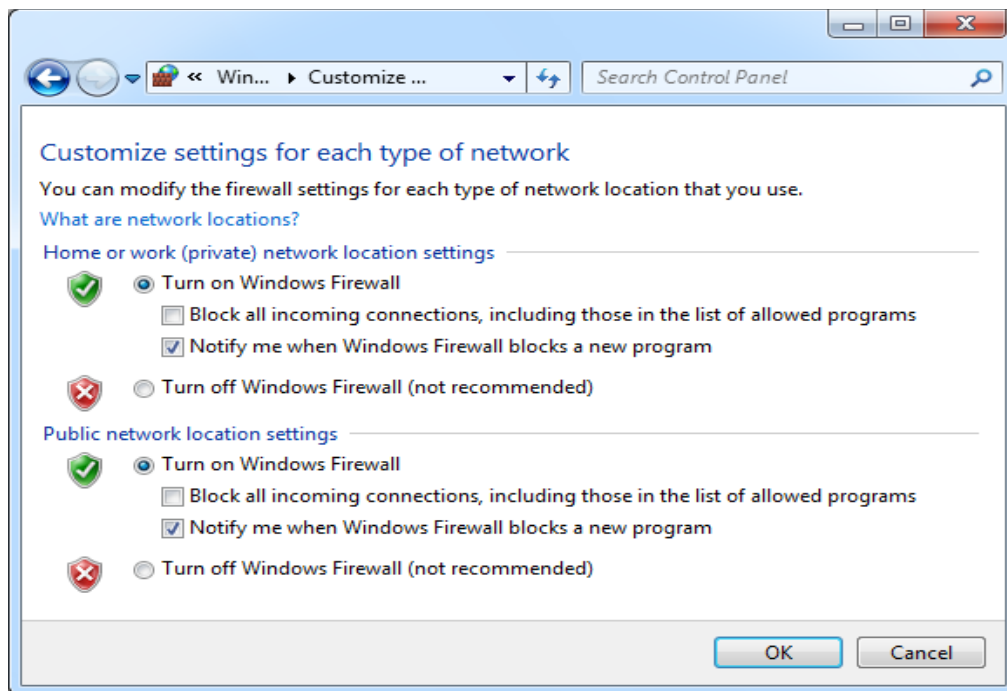 « Win... ▸ Customize ...
Search Control Panel
Customize settings for each type of network
You can modify the firewall settings for each type of network location that you use.
What are network locations?
Home or work (private) network location settings
Turn on Windows Firewall
Block all incoming connections, including those in the list of allowed programs
Notify me when Windows Firewall blocks a new program
Turn off Windows Firewall (not recommended)
Public network location settings
Turn on Windows Firewall
Block all incoming connections, including those in the list of allowed programs
Notify me when Windows Firewall blocks a new program
Turn off Windows Firewall (not recommended)
OK
Cancel